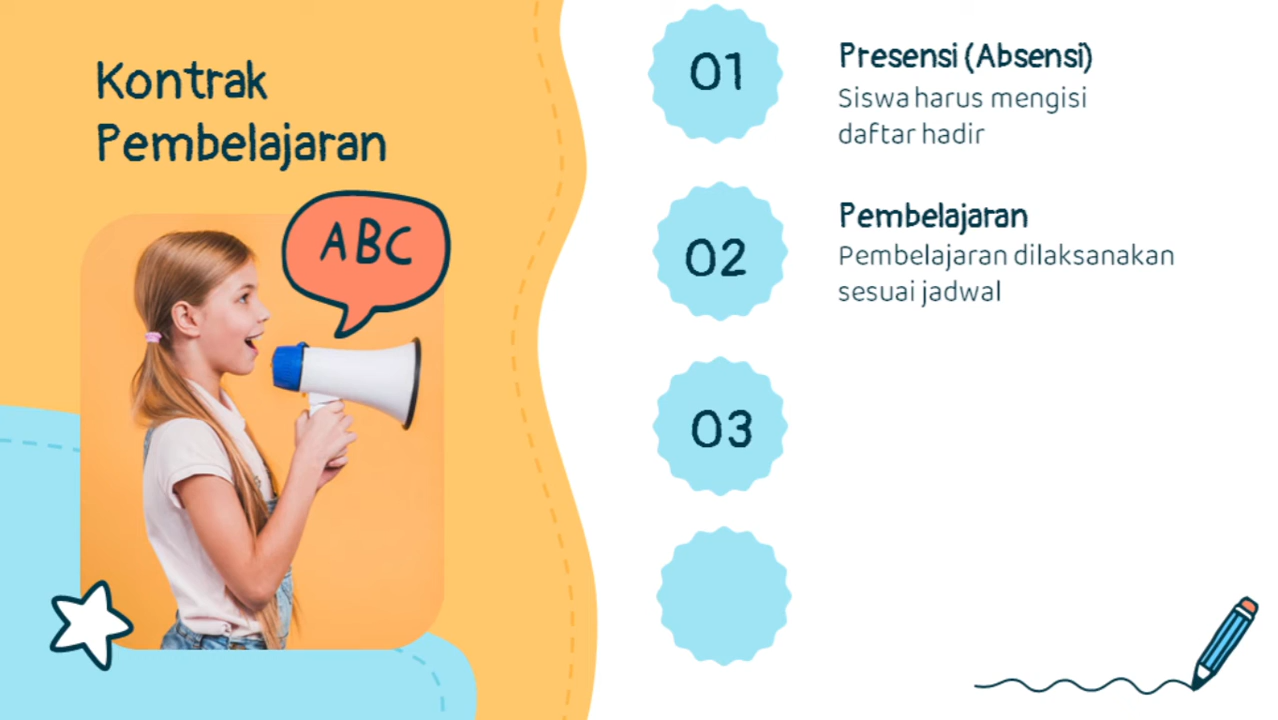 Kontrak
Pembelajaran
ABC
01
Presensi (Absensi)
Siswa harus mengisi
daftar hadir
02
Pembelajaran
Pembelajaran dilaksanakan
sesuai jadwal
03